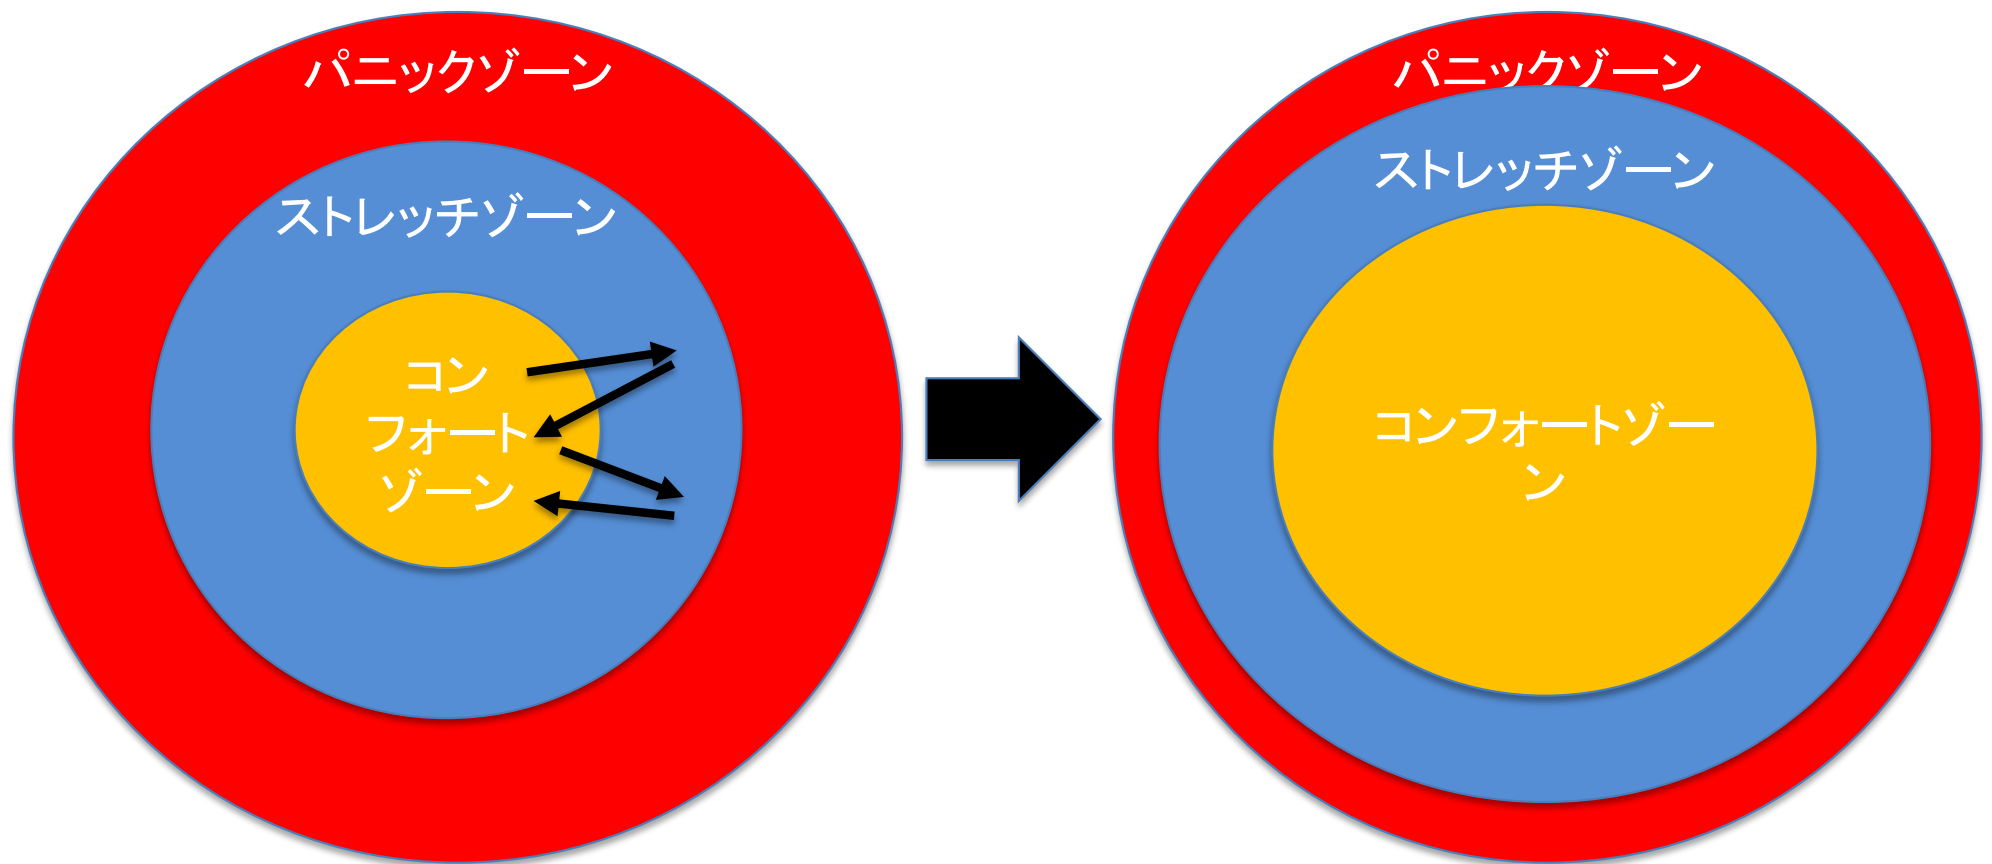 パニックゾーン
ストレッチゾーン
コン
フォート
ゾーン
パニックゾーン
ストレッチゾーン
コンフォートゾー
ン